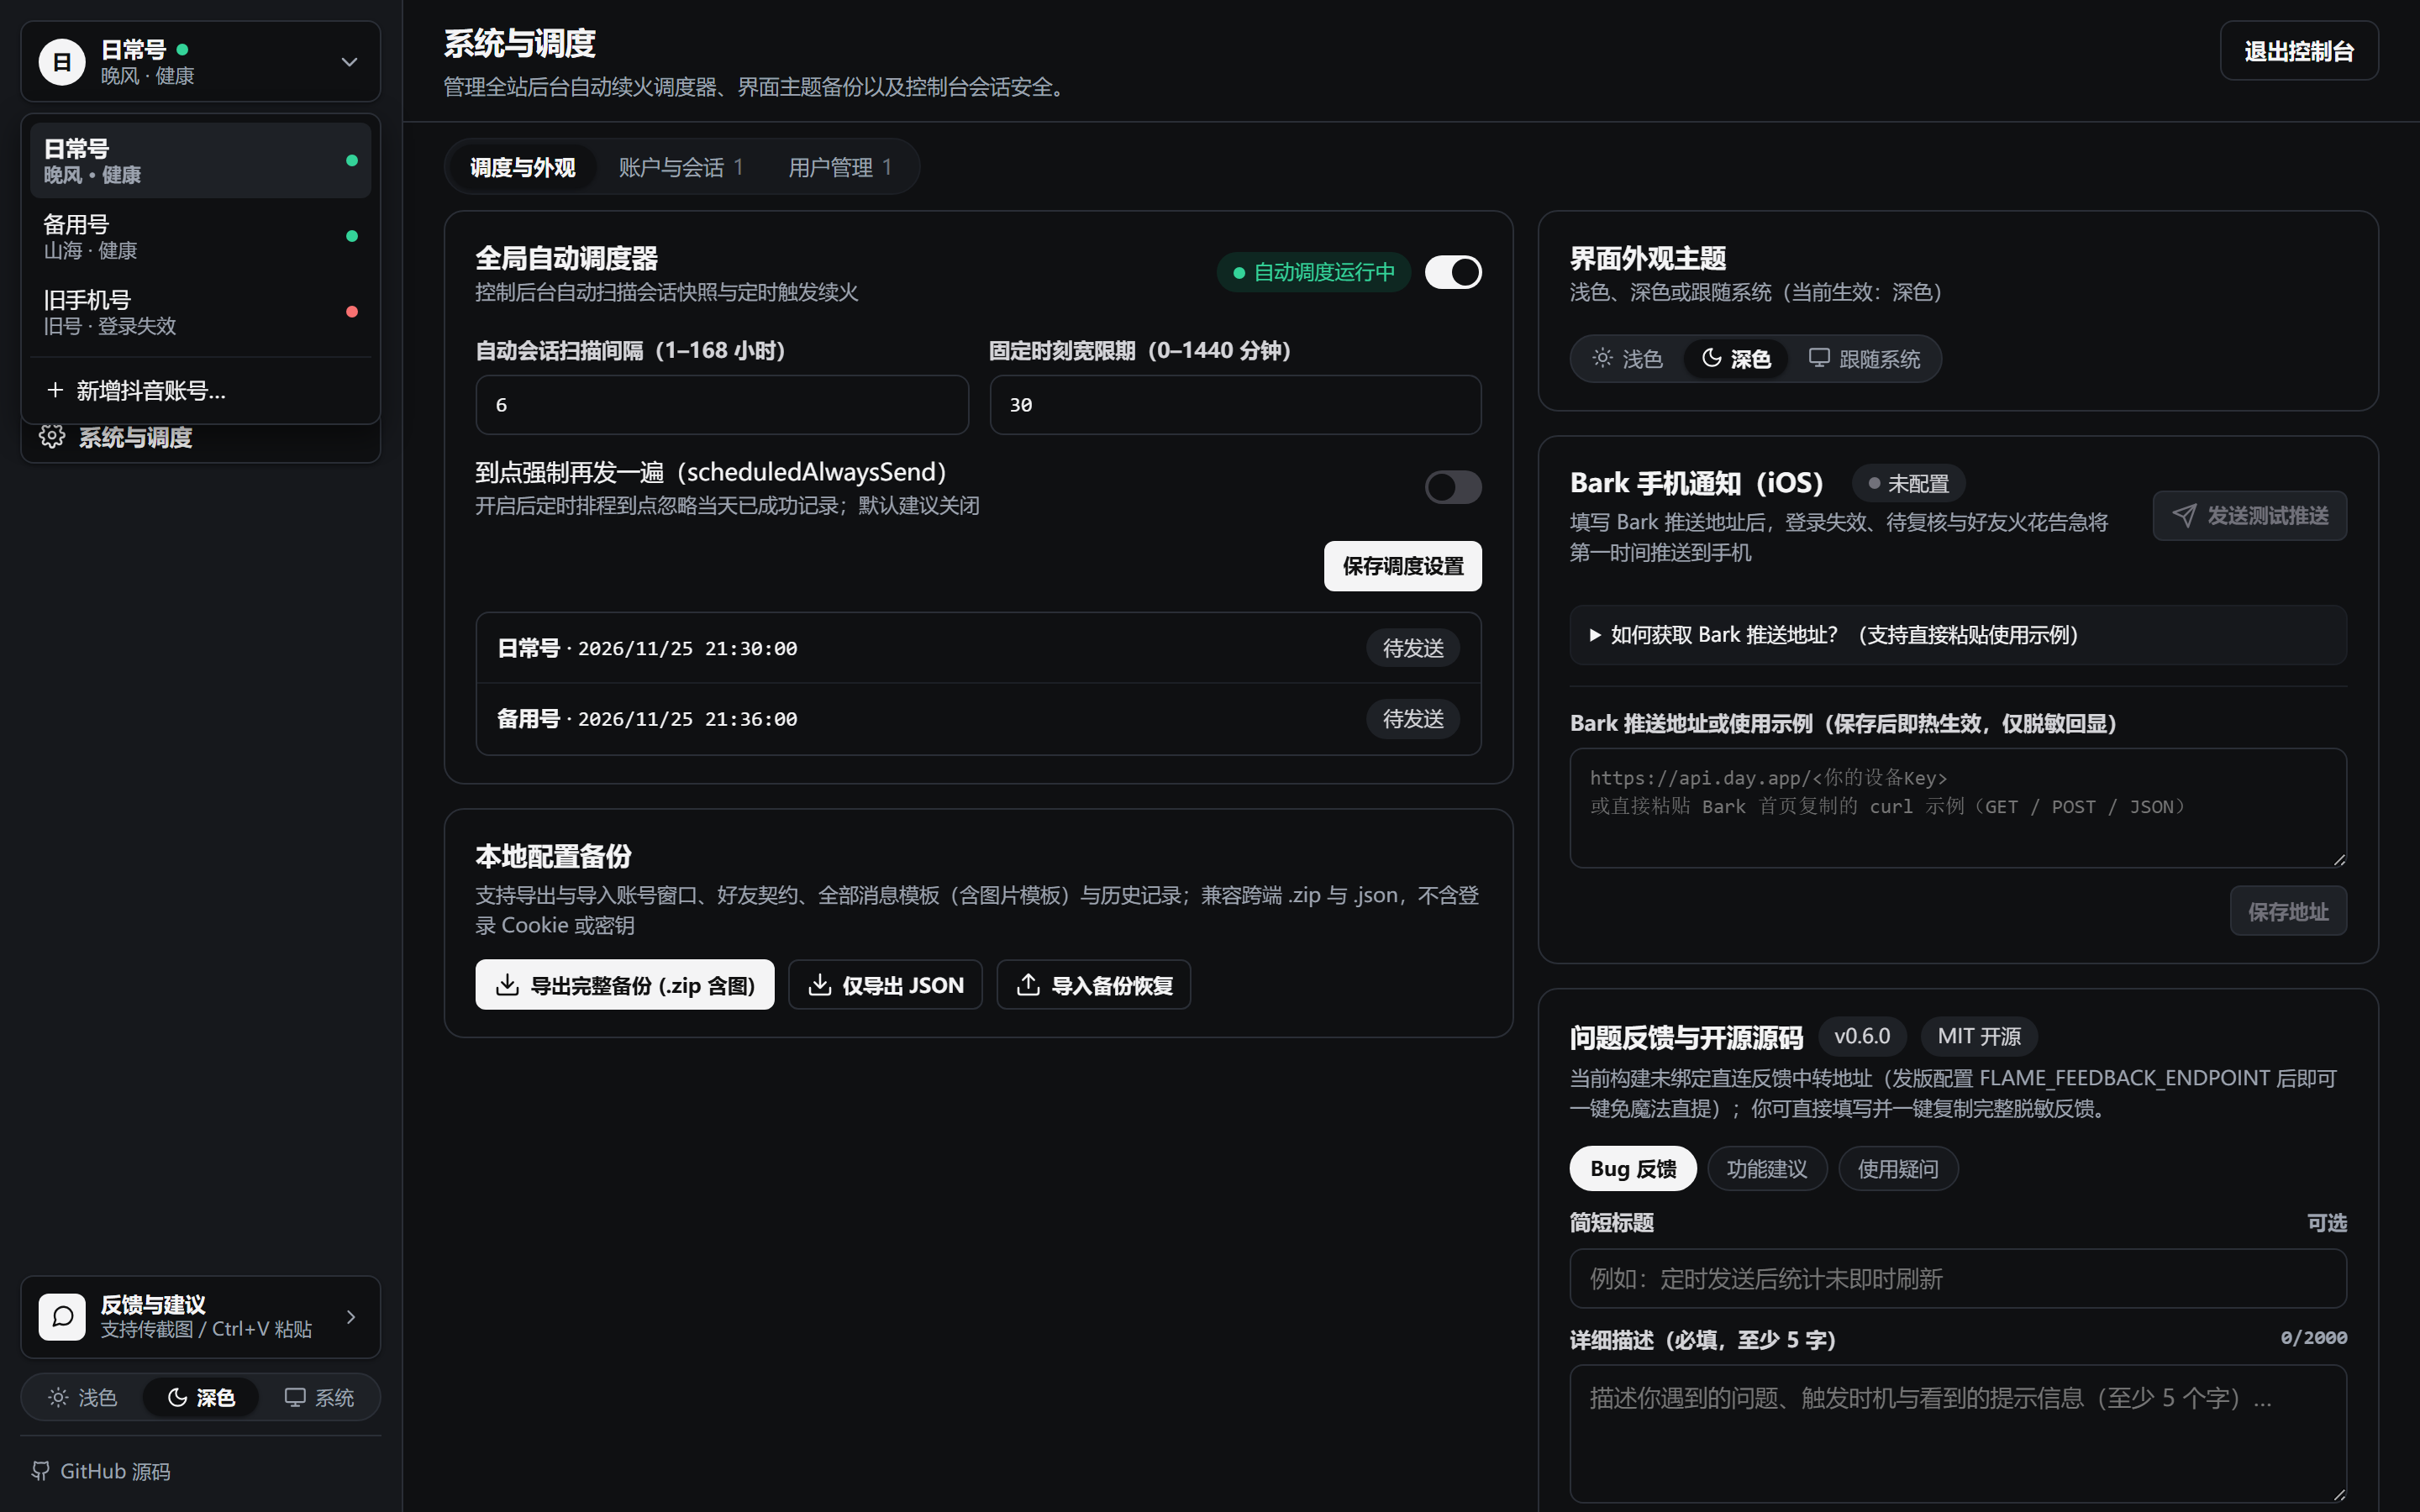 日
日常号
晚风 · 健康
日常号
晚风 • 健康
备用号
山海 · 健康
旧手机号
旧号 · 登录失效
新增抖音账号...
系统与调度
反馈与建议
支持传截图 / Ctrl+V 粘贴
浅色
深色
系统
GitHub 源码
系统与调度
管理全站后台自动续火调度器、界面主题备份以及控制台会话安全。
退出控制台
调度与外观
账户与会话 1
用户管理 1
全局自动调度器
控制后台自动扫描会话快照与定时触发续火
自动调度运行中
自动会话扫描间隔（1–168 小时）
6
固定时刻宽限期（0–1440 分钟）
30
到点强制再发一遍（scheduledAlwaysSend）
开启后定时排程到点忽略当天已成功记录；默认建议关闭
保存调度设置
日常号 · 2026/11/25 21:30:00
待发送
备用号 · 2026/11/25 21:36:00
待发送
本地配置备份
支持导出与导入账号窗口、好友契约、全部消息模板（含图片模板）与历史记录；兼容跨端 .zip 与 .json，不含登
录 Cookie 或密钥
导出完整备份 (.zip 含图)
仅导出 JSON
导入备份恢复
界面外观主题
浅色、深色或跟随系统（当前生效：深色）
浅色
深色
跟随系统
Bark 手机通知（iOS）
未配置
填写 Bark 推送地址后，登录失效、待复核与好友火花告急将
第一时间推送到手机
发送测试推送
如何获取 Bark 推送地址？（支持直接粘贴使用示例）
Bark 推送地址或使用示例（保存后即热生效，仅脱敏回显）
https://api.day.app/<你的设备Key>
或直接粘贴 Bark 首页复制的 curl 示例（GET / POST / JSON）
保存地址
问题反馈与开源源码
v0.6.0
MIT 开源
当前构建未绑定直连反馈中转地址（发版配置 FLAME_FEEDBACK_ENDPOINT 后即可
一键免魔法直提）；你可直接填写并一键复制完整脱敏反馈。
Bug 反馈
功能建议
使用疑问
简短标题
可选
例如：定时发送后统计未即时刷新
详细描述（必填，至少 5 字）
0/2000
描述你遇到的问题、触发时机与看到的提示信息（至少 5 个字）...